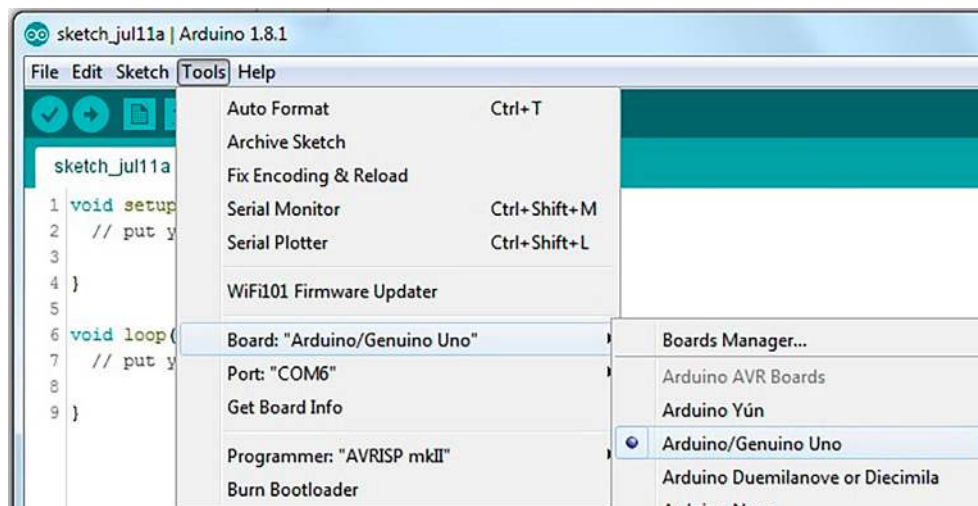 sketch_jul11a | Arduino 1.8.1
File Edit Sketch Tools Help
sketch_jul11a
1 void setup
2 // put y
3
4 }
5
6 void loop(
7 // put y
8
9 }
Auto Format Ctrl+T
Archive Sketch
Fix Encoding & Reload
Serial Monitor Ctrl+Shift+M
Serial Plotter Ctrl+Shift+L
WiFi101 Firmware Updater
Board: "Arduino/Genuino Uno"
Port: "COM6"
Get Board Info
Programmer: "AVRISP mkII"
Burn Bootloader
Boards Manager...
Arduino AVR Boards
Arduino Yún
Arduino/Genuino Uno
Arduino Duemilanove or Diecimila